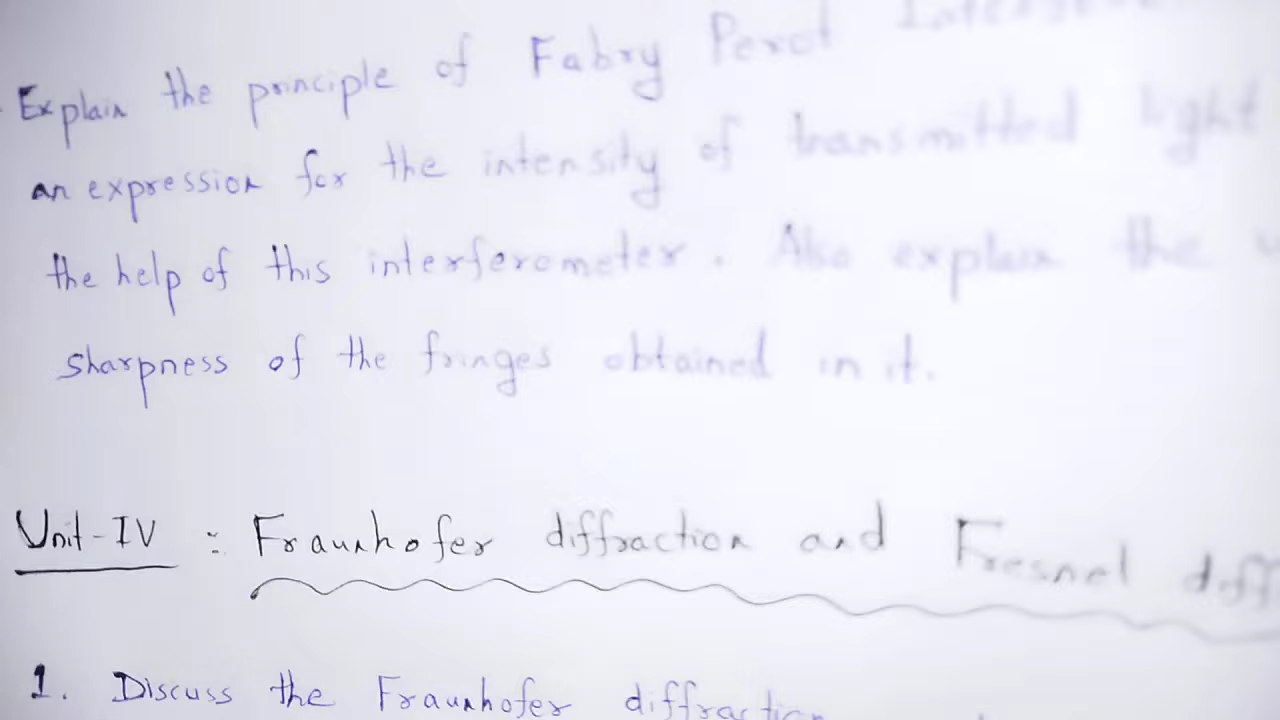 Explain the principle of Fabry Perot
an expression for the intensity of transmitted light
the help of this interferometer. Also explain the
sharpness of the fringes obtained in it.
Unit-IV : Fraunhofer diffraction and Fresnel diff
1. Discuss the Fraunhofer diffraction